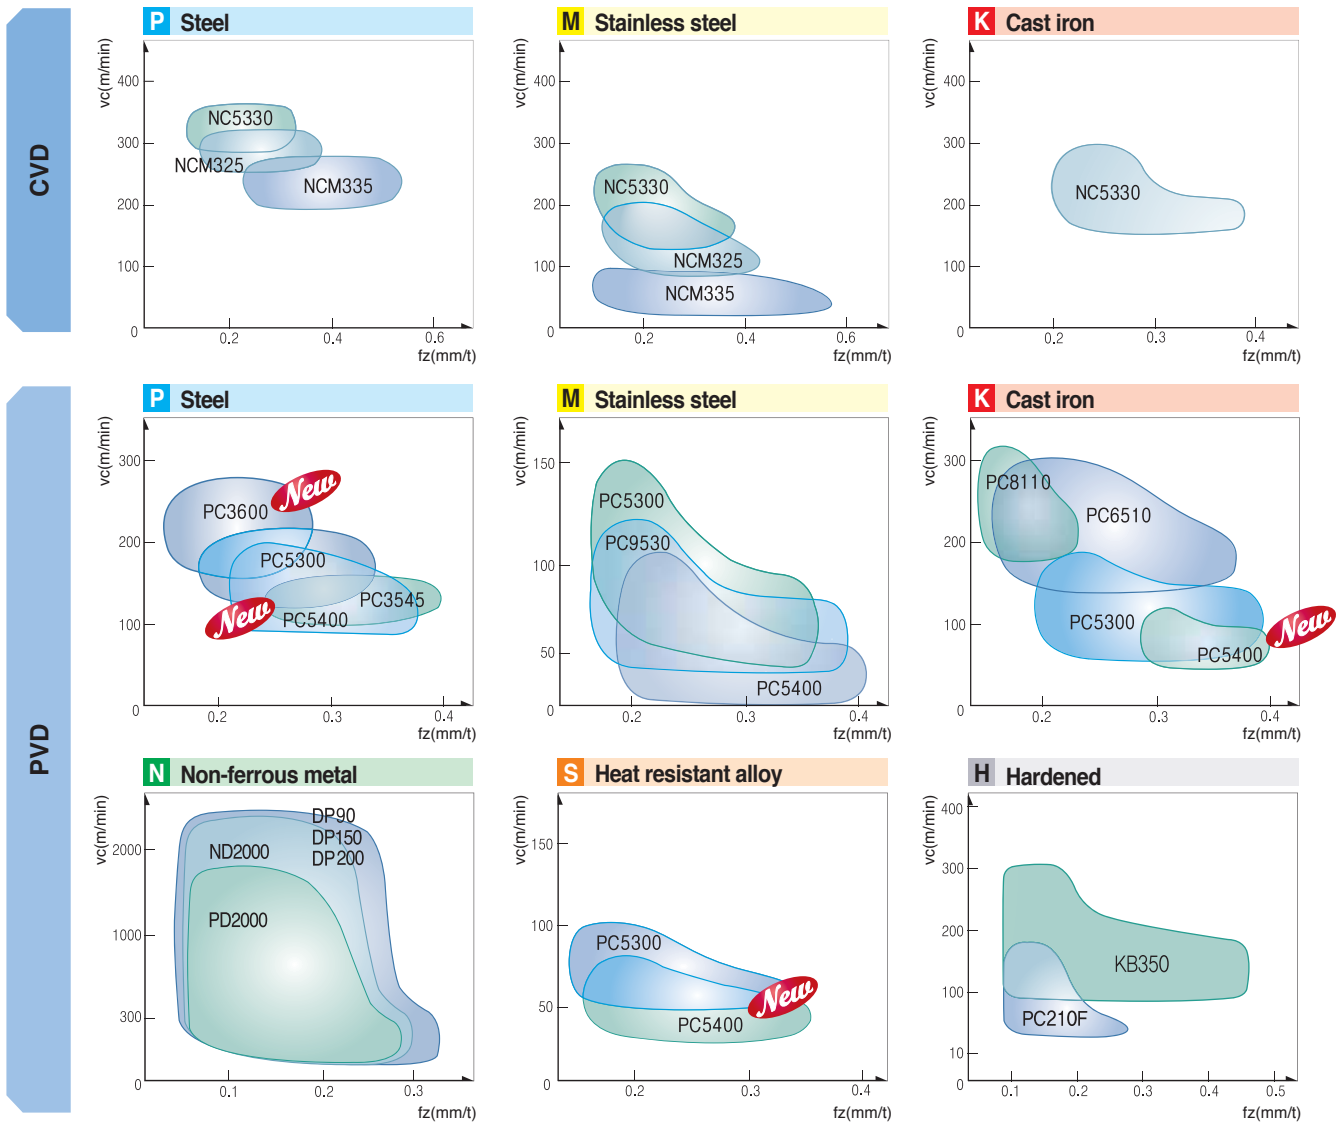 CVD
P Steel
vc(m/min)
400
300
200
100
0
0.2
0.4
0.6
fz(mm/t)
NC5330
NCM325
NCM335
M Stainless steel
vc(m/min)
400
300
200
100
0
0.2
0.4
0.6
fz(mm/t)
NC5330
NCM325
NCM335
K Cast iron
vc(m/min)
400
300
200
100
0
0.2
0.3
0.4
fz(mm/t)
NC5330
PVD
P Steel
vc(m/min)
300
200
100
0
0.2
0.3
0.4
fz(mm/t)
New
PC3600
PC5300
PC3545
New
PC5400
M Stainless steel
vc(m/min)
150
100
50
0
0.2
0.3
0.4
fz(mm/t)
PC5300
PC9530
PC5400
K Cast iron
vc(m/min)
300
200
100
0
0.2
0.3
0.4
fz(mm/t)
PC8110
PC6510
PC5300
New
PC5400
N Non-ferrous metal
vc(m/min)
2000
1000
300
0
0.1
0.2
0.3
fz(mm/t)
DP90
DP150
DP200
ND2000
PD2000
S Heat resistant alloy
vc(m/min)
150
100
50
0
0.2
0.3
0.4
fz(mm/t)
PC5300
New
PC5400
H Hardened
vc(m/min)
400
300
200
100
10
0
0.1
0.2
0.3
0.4
0.5
fz(mm/t)
KB350
PC210F